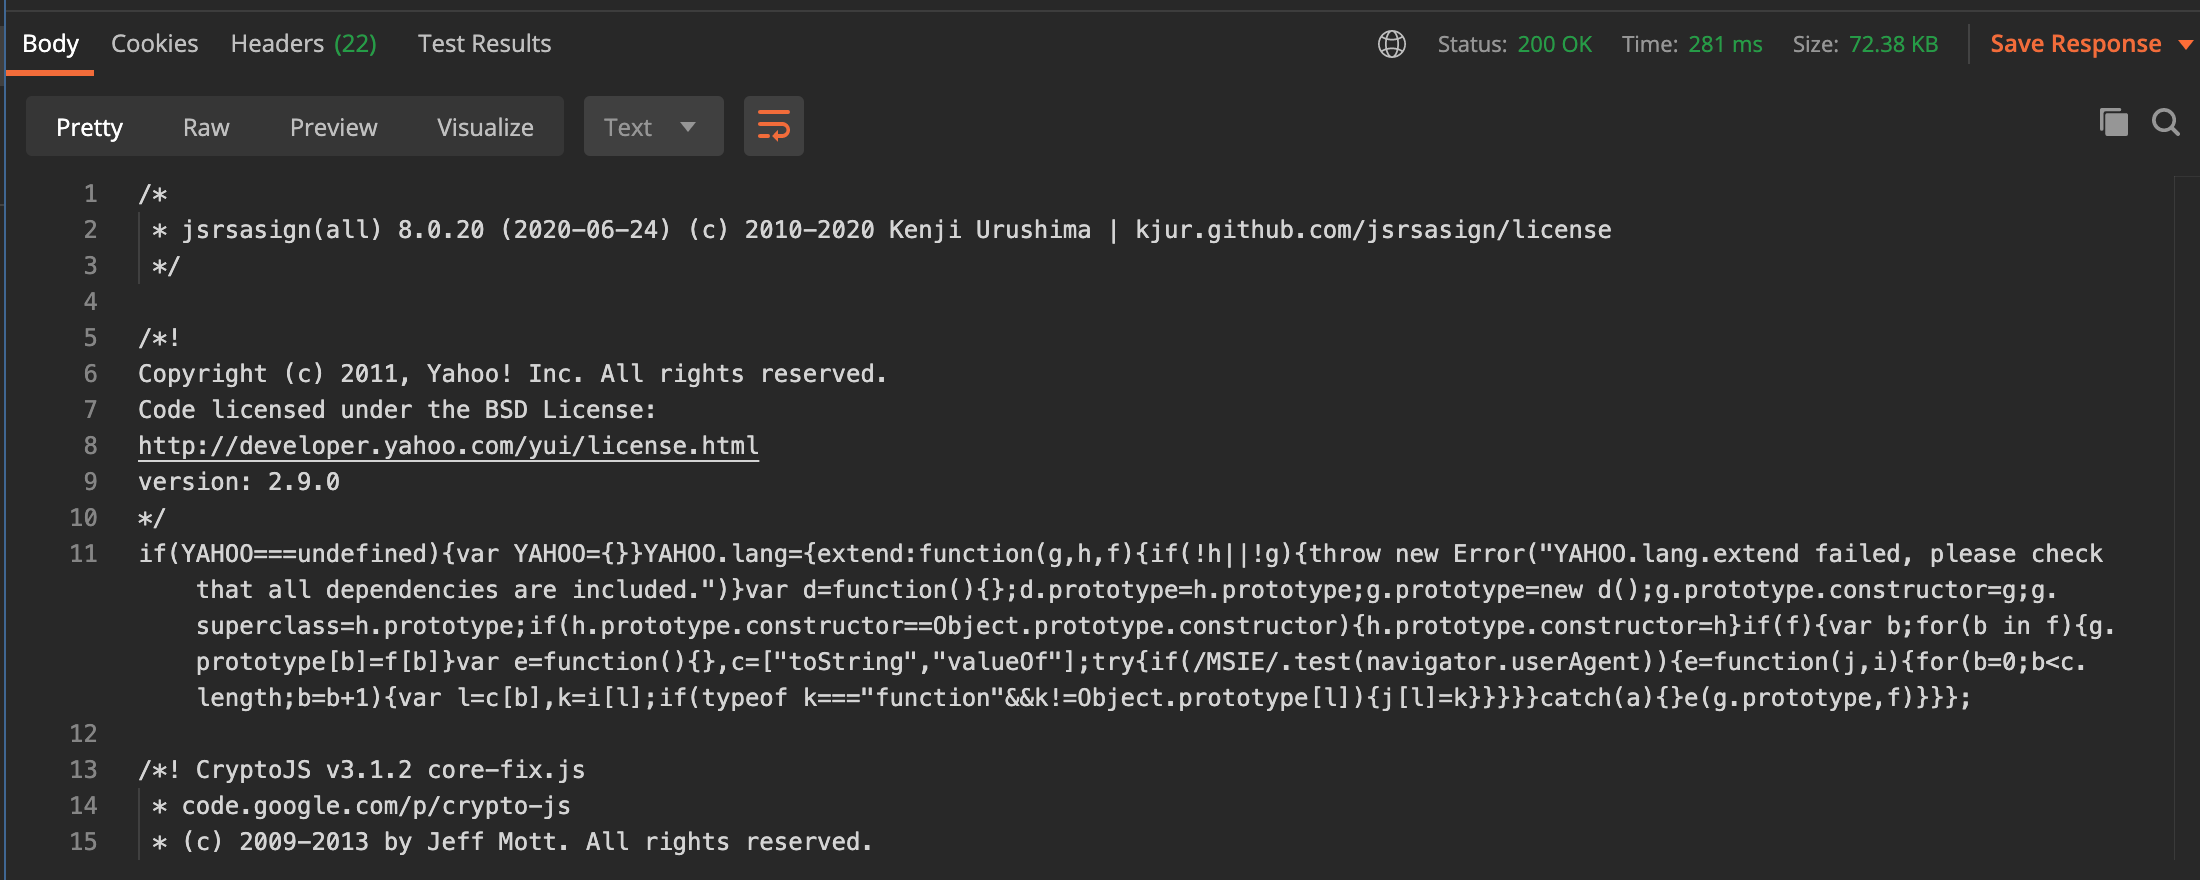 Body Cookies Headers (22) Test Results Status: 200 OK Time: 281 ms Size: 72.38 KB Save Response
Pretty Raw Preview Visualize Text
1 /*
2 * jsrsasign(all) 8.0.20 (2020-06-24) (c) 2010-2020 Kenji Urushima | kjur.github.com/jsrsasign/license
3 */
4
5 /*!
6 Copyright (c) 2011, Yahoo! Inc. All rights reserved.
7 Code licensed under the BSD License:
8 http://developer.yahoo.com/yui/license.html
9 version: 2.9.0
10 */
11 if(YAHOO===undefined){var YAHOO={}}YAHOO.lang={extend:function(g,h,f){if(!h||!g){throw new Error("YAHOO.lang.extend failed, please check
that all dependencies are included.")}var d=function(){};d.prototype=h.prototype;g.prototype=new d();g.prototype.constructor=g;g.
superclass=h.prototype;if(h.prototype.constructor==Object.prototype.constructor){h.prototype.constructor=h}if(f){var b;for(b in f){g.
prototype[b]=f[b]}var e=function(){},c=["toString","valueOf"];try{if(/MSIE/.test(navigator.userAgent)){e=function(j,i){for(b=0;b<c.
length;b=b+1){var l=c[b],k=i[l];if(typeof k==="function"&&k!=Object.prototype[l]){j[l]=k}}}}}catch(a){}e(g.prototype,f)}}};
12
13 /*! CryptoJS v3.1.2 core-fix.js
14 * code.google.com/p/crypto-js
15 * (c) 2009-2013 by Jeff Mott. All rights reserved.